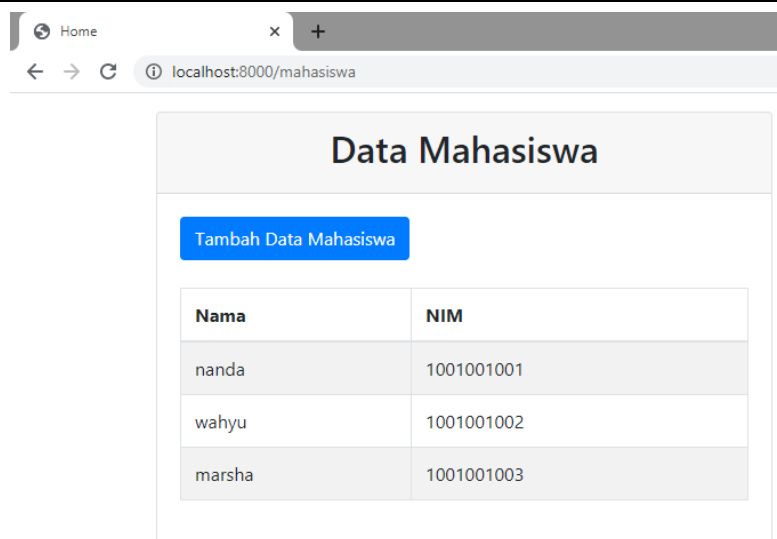 Home
localhost:8000/mahasiswa
Data Mahasiswa
Tambah Data Mahasiswa
Nama NIM
nanda 1001001001
wahyu 1001001002
marsha 1001001003